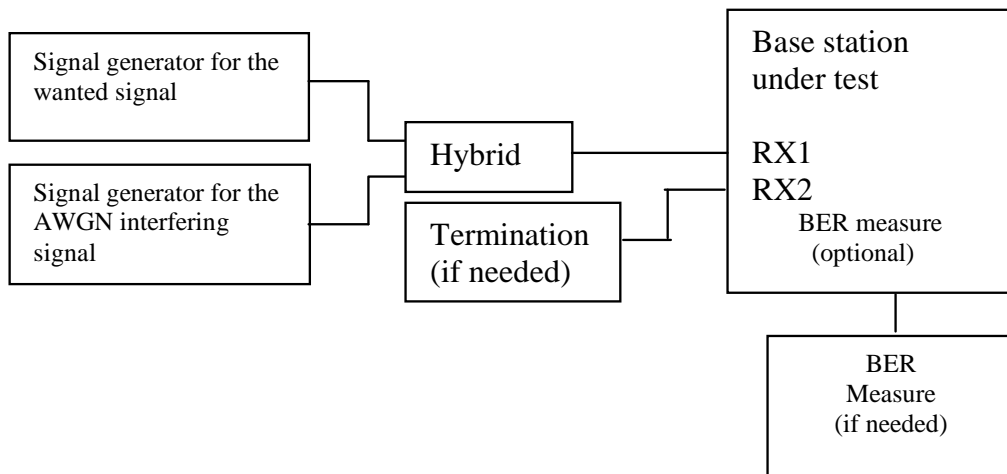 Signal generator for the
wanted signal
Signal generator for the
AWGN interfering
signal
Hybrid
Termination
(if needed)
Base station
under test
RX1
RX2
BER measure
(optional)
BER
Measure
(if needed)